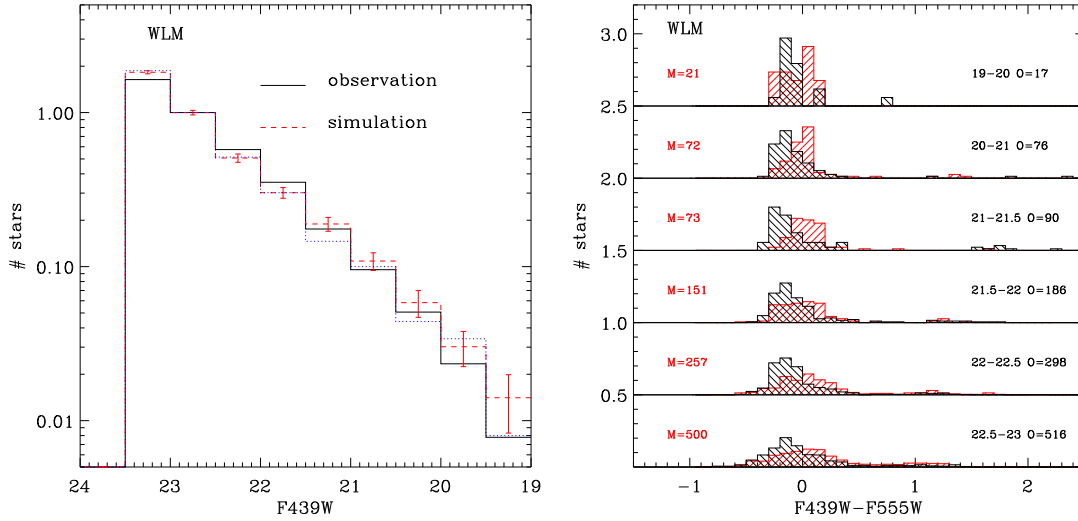 WLM
observation
simulation
1.00
0.10
0.01
# stars
24
23
22
21
20
19
F439W
WLM
3.0
M=21
19-20 O=17
2.5
M=72
20-21 O=76
2.0
M=73
21-21.5 O=90
1.5
M=151
21.5-22 O=186
1.0
M=257
22-22.5 O=298
0.5
M=500
22.5-23 O=516
# stars
-1
0
1
2
F439W-F555W